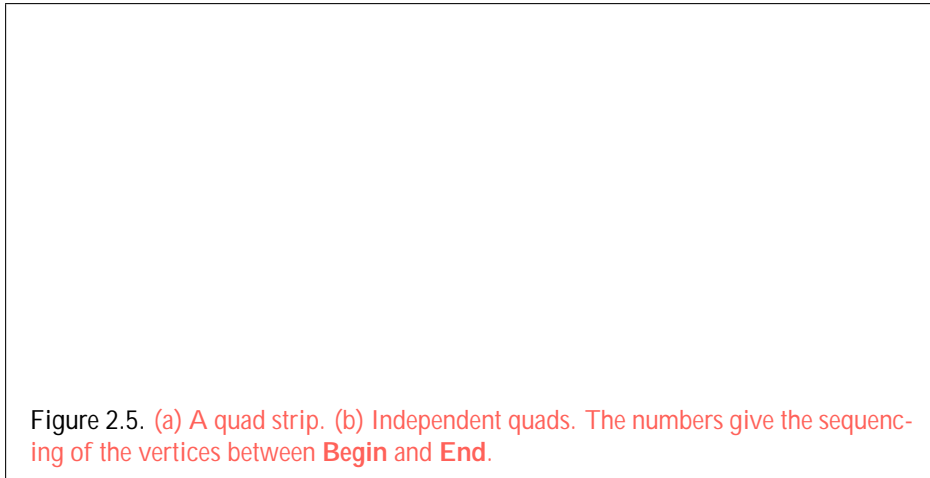 Figure 2.5. (a) A quad strip. (b) Independent quads. The numbers give the sequenc-
ing of the vertices between Begin and End.